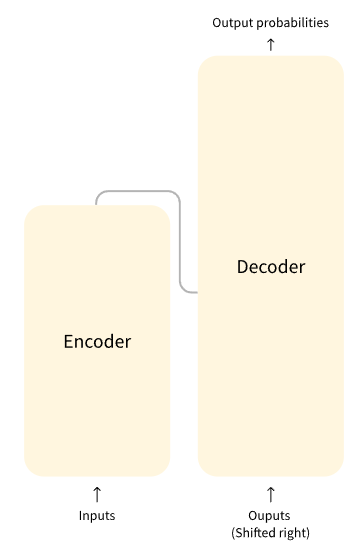 Output probabilities
Decoder
Encoder
Inputs
Ouputs
(Shifted right)